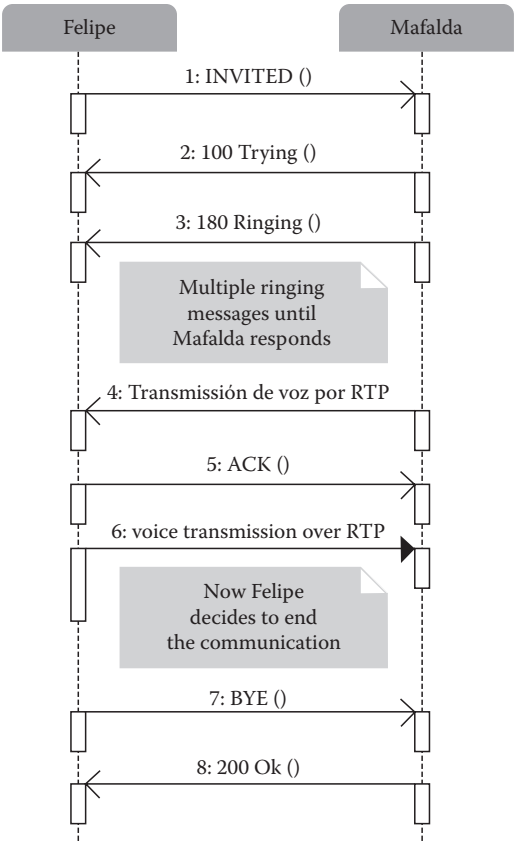 Felipe
Mafalda
1: INVITED ()
2: 100 Trying ()
3: 180 Ringing ()
Multiple ringing
messages until
Mafalda responds
4: Transmissión de voz por RTP
5: ACK ()
6: voice transmission over RTP
Now Felipe
decides to end
the communication
7: BYE ()
8: 200 Ok ()